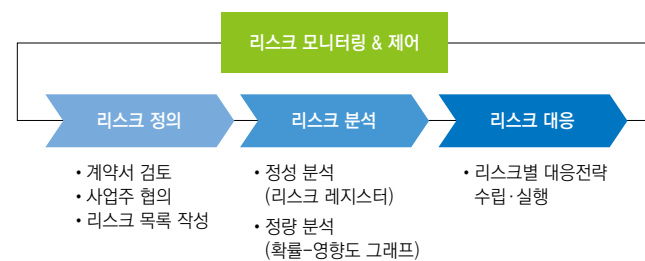 리스크 모니터링 & 제어
리스크 정의
• 계약서 검토
• 사업주 협의
• 리스크 목록 작성
리스크 분석
• 정성 분석
(리스크 레지스터)
• 정량 분석
(확률–영향도 그래프)
리스크 대응
• 리스크별 대응전략
수립·실행